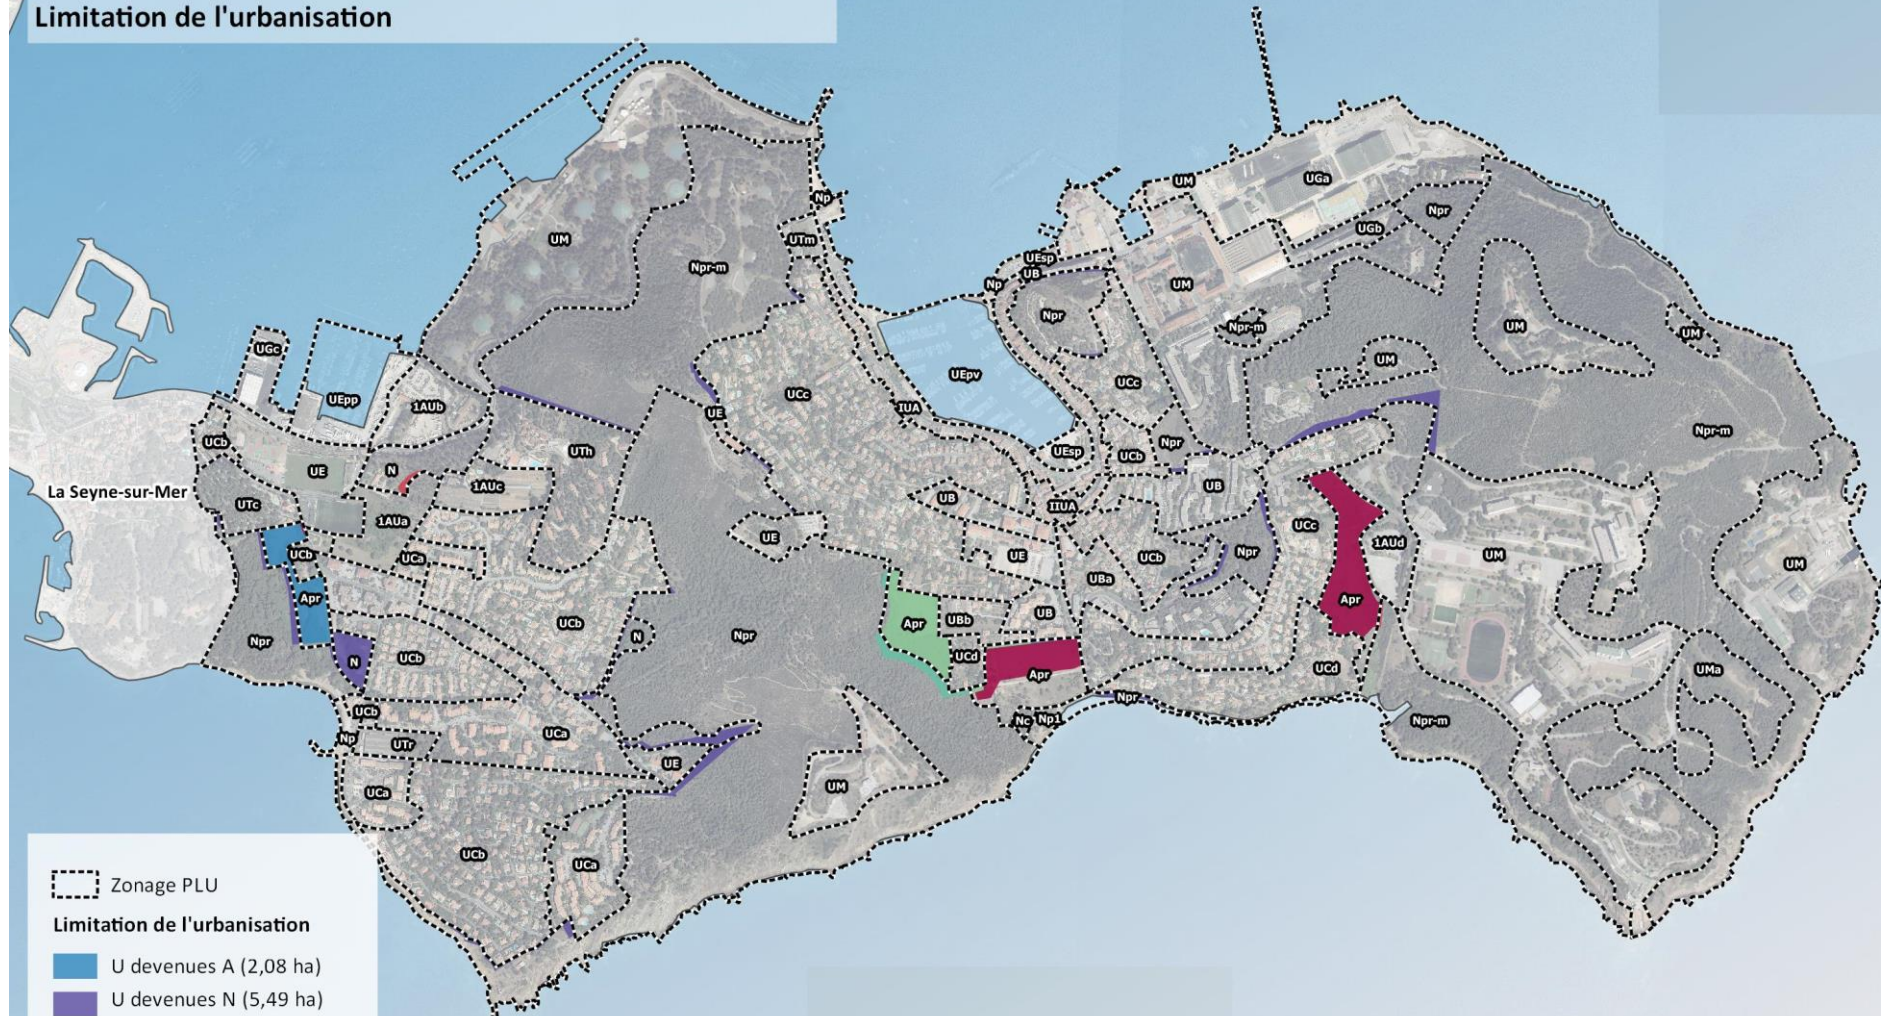 Limitation de l'urbanisation
UM
UGa
Np
Npr
UGb
UTm
UM
UEsp
Npr-m
UB
Np
UM
Npr
UM
Npr-m
UM
UGc
UM
UEpv
UCc
UEpp
UCc
1AUb
IUA
UE
Npr-m
UCb
Npr
UEsp
UCb
UTh
UE
N
1AUc
UB
La Seyne-sur-Mer
UB
UTc
IIUA
1AUa
UCc
UE
1AUd
UCb
UCa
UE
UCb
Npr
UM
UM
UBa
Apr
Apr
UB
UBb
Apr
UCb
N
Npr
Npr
UCd
N
UCb
UCd
UMa
Apr
Npr
UCb
Nc
Np1
Npr-m
Np
UTr
UCa
UE
UM
UCa
UCb
UCa
Zonage PLU
Limitation de l'urbanisation
U devenues A (2,08 ha)
U devenues N (5,49 ha)